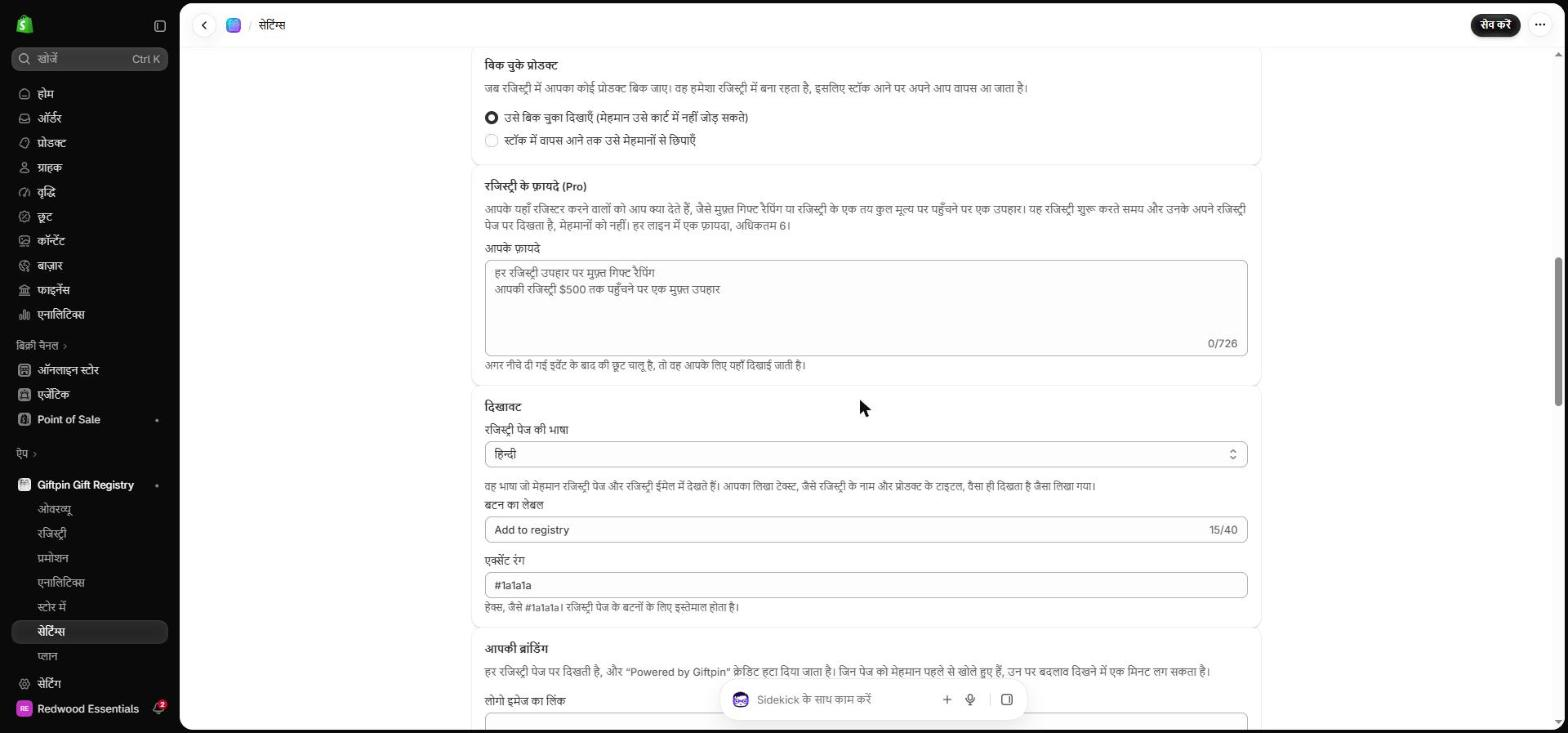 सेटिंग्स
सेव करें
खोजें
Ctrl K
होम
ऑर्डर
प्रोडक्ट
ग्राहक
वृद्धि
छूट
कॉन्टेंट
बाज़ार
फाइनेंस
एनालिटिक्स
बिक्री चैनल
ऑनलाइन स्टोर
एजेंटिक
Point of Sale
ऐप
Giftpin Gift Registry
ओवरव्यू
रजिस्ट्री
प्रमोशन
एनालिटिक्स
स्टोर में
सेटिंग्स
प्लान
सेटिंग
RE
Redwood Essentials
2
बिक चुके प्रोडक्ट
जब रजिस्ट्री में आपका कोई प्रोडक्ट बिक जाए। वह हमेशा रजिस्ट्री में बना रहता है, इसलिए स्टॉक आने पर अपने आप वापस आ जाता है।
उसे बिक चुका दिखाएँ (मेहमान उसे कार्ट में नहीं जोड़ सकते)
स्टॉक में वापस आने तक उसे मेहमानों से छिपाएँ
रजिस्ट्री के फ़ायदे (Pro)
आपके यहाँ रजिस्टर करने वालों को आप क्या देते हैं, जैसे मुफ़्त गिफ्ट रैपिंग या रजिस्ट्री के एक तय कुल मूल्य पर पहुँचने पर एक उपहार। यह रजिस्ट्री शुरू करते समय और उनके अपने रजिस्ट्री
पेज पर दिखता है, मेहमानों को नहीं। हर लाइन में एक फ़ायदा, अधिकतम 6।
आपके फ़ायदे
हर रजिस्ट्री उपहार पर मुफ़्त गिफ्ट रैपिंग
आपकी रजिस्ट्री $500 तक पहुँचने पर एक मुफ़्त उपहार
0/726
अगर नीचे दी गई इवेंट के बाद की छूट चालू है, तो वह आपके लिए यहाँ दिखाई जाती है।
दिखावट
रजिस्ट्री पेज की भाषा
हिन्दी
वह भाषा जो मेहमान रजिस्ट्री पेज और रजिस्ट्री ईमेल में देखते हैं। आपका लिखा टेक्स्ट, जैसे रजिस्ट्री के नाम और प्रोडक्ट के टाइटल, वैसा ही दिखता है जैसा लिखा गया।
बटन का लेबल
Add to registry
15/40
एक्सेंट रंग
#1a1a1a
हेक्स, जैसे #1a1a1a। रजिस्ट्री पेज के बटनों के लिए इस्तेमाल होता है।
आपकी ब्रांडिंग
हर रजिस्ट्री पेज पर दिखती है, और “Powered by Giftpin” क्रेडिट हटा दिया जाता है। जिन पेज को मेहमान पहले से खोले हुए हैं, उन पर बदलाव दिखने में एक मिनट लग सकता है।
लोगो इमेज का लिंक
Sidekick के साथ काम करें